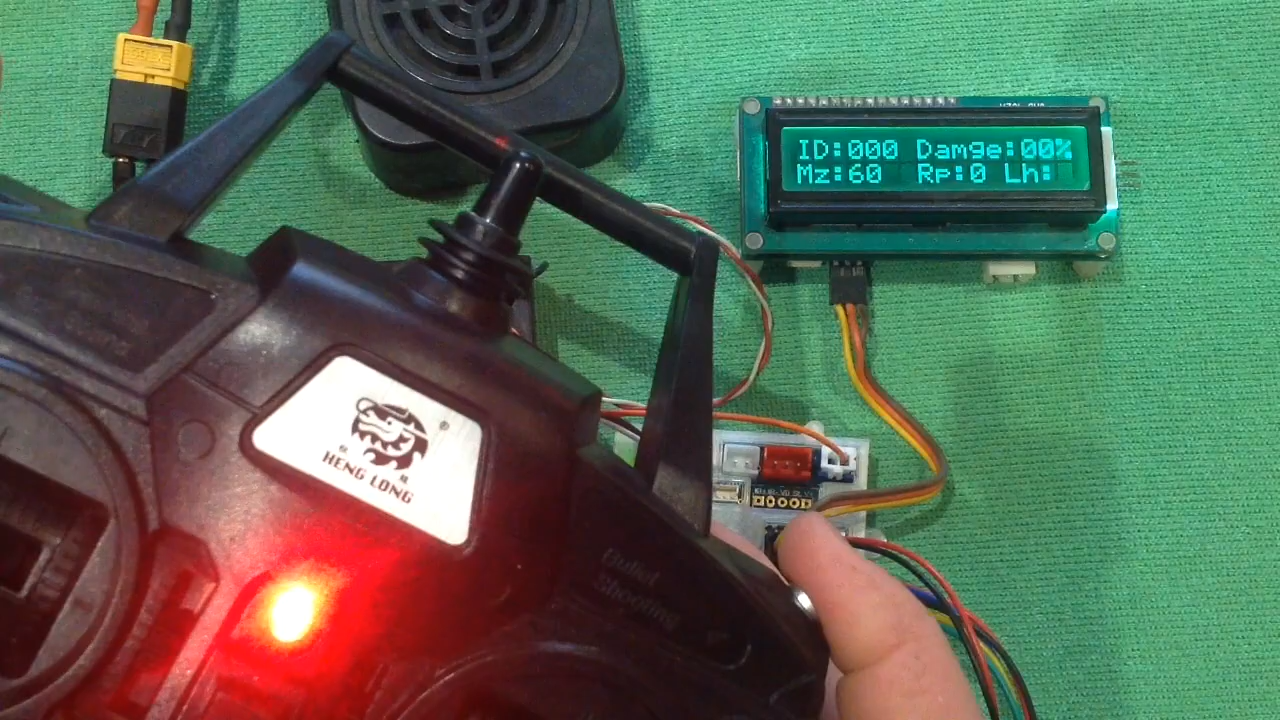 ID:000 Damge:00%
Mz:60 Rp:0 Lh:
®
HENG LONG
Bullet
Shooting